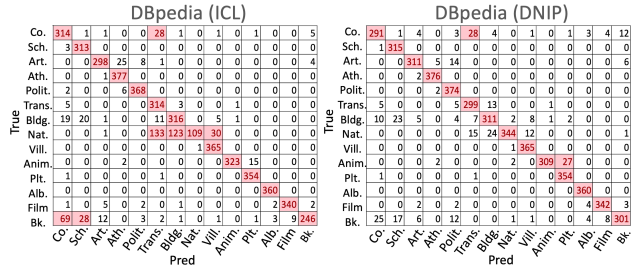 DBpedia (ICL)
DBpedia (DNIP)
True
Co. 314 1 1 0 0 28 1 0 1 0 0 1 0 5
Sch. 3 313 0 0 0 0 0 0 0 0 0 0 0 0
Art. 0 0 298 25 8 1 0 0 0 0 0 0 0 4
Ath. 0 0 1 377 0 0 0 0 0 0 0 0 0 0
Polit. 2 0 0 6 368 0 0 0 0 0 0 0 0 0
Trans. 5 0 0 0 0 314 3 0 0 1 0 0 0 0
Bldg. 19 20 1 0 0 11 316 0 5 1 0 0 0 0
Nat. 0 0 1 0 0 133 123 109 30 0 0 0 0 0
Vill. 0 0 0 0 0 0 0 1 365 0 0 0 0 0
Anim. 0 0 0 2 0 0 0 0 0 323 15 0 0 0
Plt. 1 0 0 0 0 1 0 0 0 0 354 0 0 0
Alb. 0 0 0 0 0 0 0 0 0 0 0 360 0 0
Film 1 0 5 0 0 2 0 0 0 0 0 2 340 2
Bk. 69 28 12 0 3 2 1 1 0 1 0 3 9 246
Co. Sch. Art. Ath. Polit. Trans. Bldg. Nat. Vill. Anim. Plt. Alb. Film Bk.
Pred
True
Co. 291 1 4 0 3 28 4 0 1 0 0 3 4 12
Sch. 1 315 0 0 0 0 0 0 0 0 0 0 0 0
Art. 0 0 311 5 14 0 0 0 0 0 0 0 0 6
Ath. 0 0 2 376 0 0 0 0 0 0 0 0 0 0
Polit. 0 0 0 2 374 0 0 0 0 0 0 0 0 0
Trans. 5 0 0 0 5 299 13 0 0 1 0 0 0 0
Bldg. 10 23 5 0 4 7 311 0 0 0 0
Nat. 0 0 0 0 0 15 24 344 12 0 0 0 0 1
Vill. 0 0 0 0 0 0 0 1 365 0 0 0 0 0
Anim. 0 0 0 309 27 0 0 0
Plt. 1 0 0 0 0 1 0 0 0 0 354 0 0 0
Alb. 0 0 0 0 0 0 0 0 0 0 0 360 0 0
Film 0 0 2 0 0 2 0 1 0 0 0 2 342 3
Bk. 25 17 6 0 12 0 1 1 0 0 0 4 8 301
Co. Sch. Art. Ath. Polit. Trans. Bldg. Nat. Vill. Anim. Plt. Alb. Film Bk.
Pred